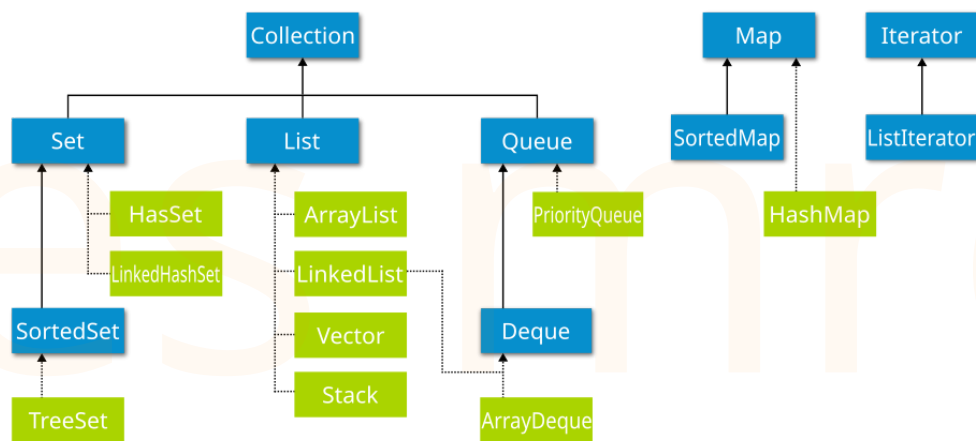 Collection
Map
Iterator
Set
List
Queue
SortedMap
ListIterator
HasSet
ArrayList
PriorityQueue
HashMap
LinkedHashSet
LinkedList
SortedSet
Vector
Deque
Stack
TreeSet
ArrayDeque